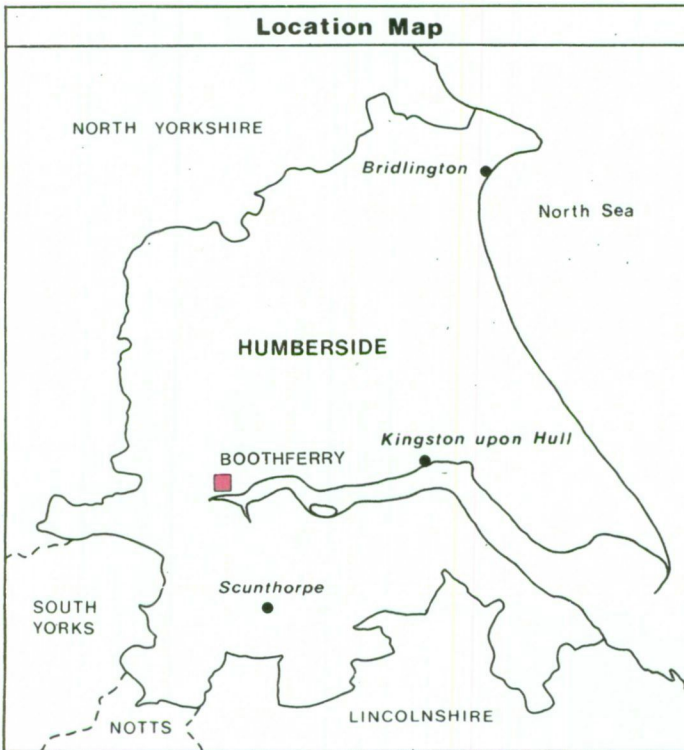 Location Map
NORTH YORKSHIRE
Bridlington
North Sea
HUMBERSIDE
Kingston upon Hull
BOOTHFERRY
Scunthorpe
SOUTH
YORKS
LINCOLNSHIRE
NOTTS